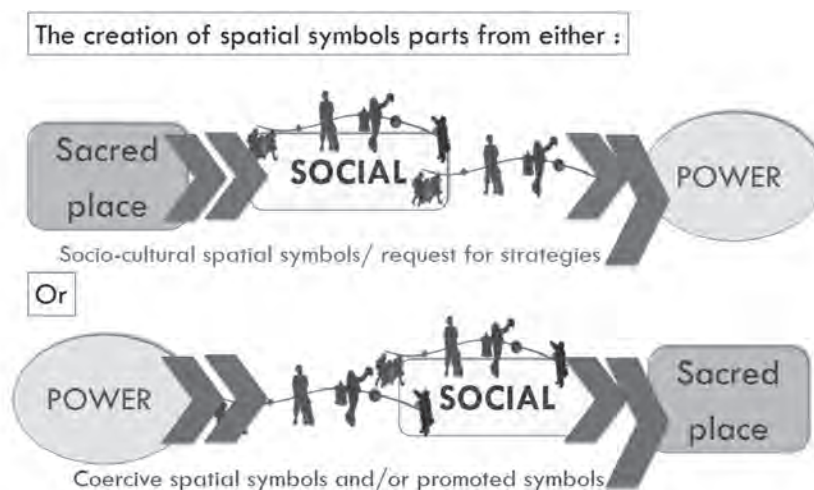 The creation of spatial symbols parts from either :
Sacred
place
SOCIAL
POWER
Socio-cultural spatial symbols/ request for strategies
Or
POWER
SOCIAL
Sacred
place
Coercive spatial symbols and/or promoted symbols